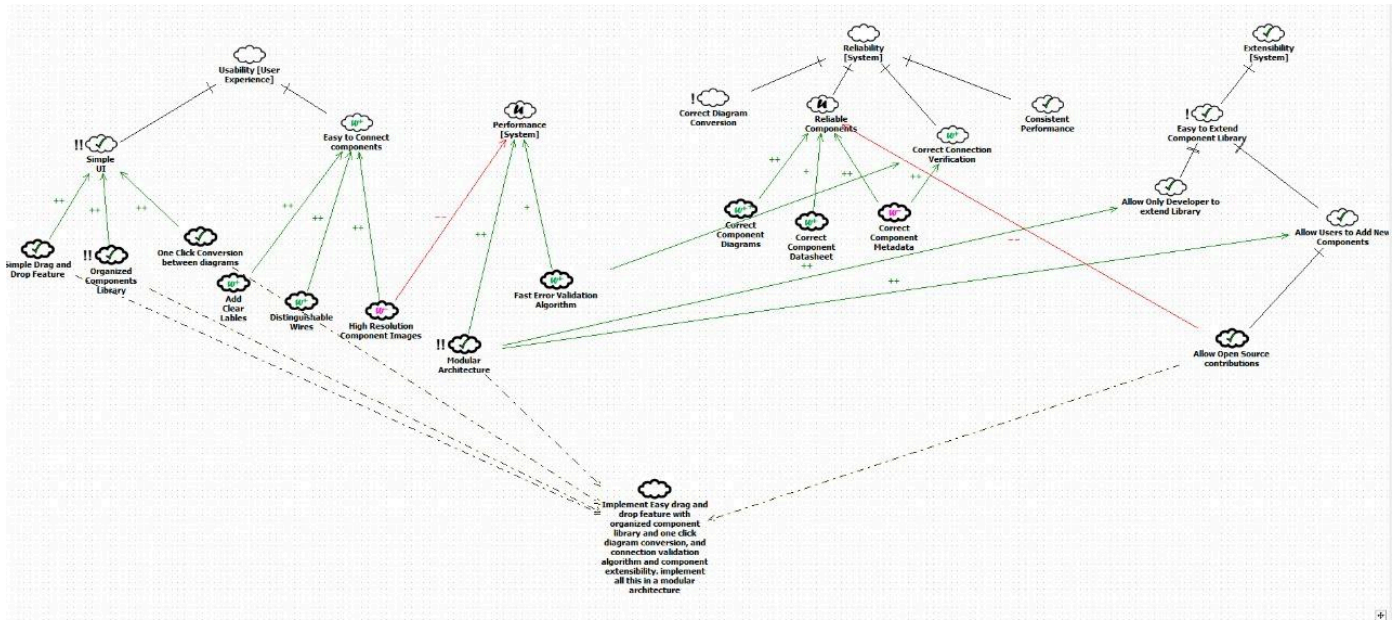 Usability [User
Experience]
Reliability
[System]
Extensibility
[System]
!
Correct Diagram
Conversion
u
Reliable
Components
Consistent
Performance
u
Performance
[System]
!
Easy to Extend
Component Library
!!
Simple
UI
w+
Easy to Connect
components
w+
Correct Connection
Verification
Allow Only Developer to
extend Library
Allow Users to Add New
Components
++
++
++
++
++
++
--
++
+
++
+
++
++
++
++
--
Simple Drag and
Drop Feature
!!
Organized
Components
Library
One Click Conversion
between diagrams
w+
Add
Clear
Lables
w+
Distinguishable
Wires
w-
High Resolution
Component Images
!!
Modular
Architecture
w+
Fast Error Validation
Algorithm
w+
Correct
Component
Diagrams
w+
Correct
Component
Datasheet
w-
Correct
Component
Metadata
Allow Open Source
contributions
Implement Easy drag and
drop feature with
organized component
library and one click
diagram conversion, and
connection validation
algorithm and component
extensibility. implement
all this in a modular
architecture